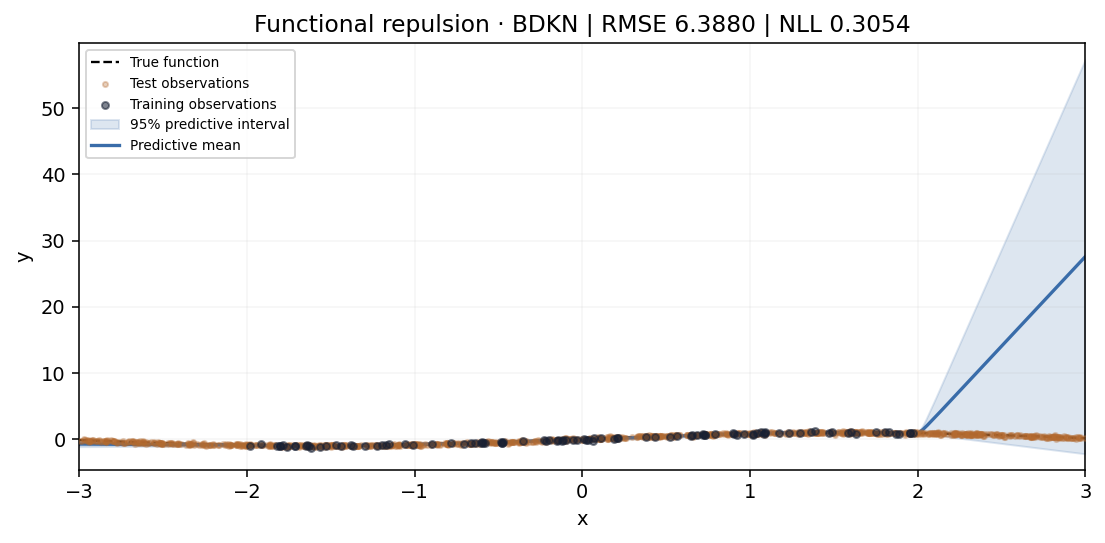 Functional repulsion · BDKN | RMSE 6.3880 | NLL 0.3054
True function
Test observations
Training observations
95% predictive interval
Predictive mean
y
50
40
30
20
10
0
−3 −2 −1 0 1 2 3
x